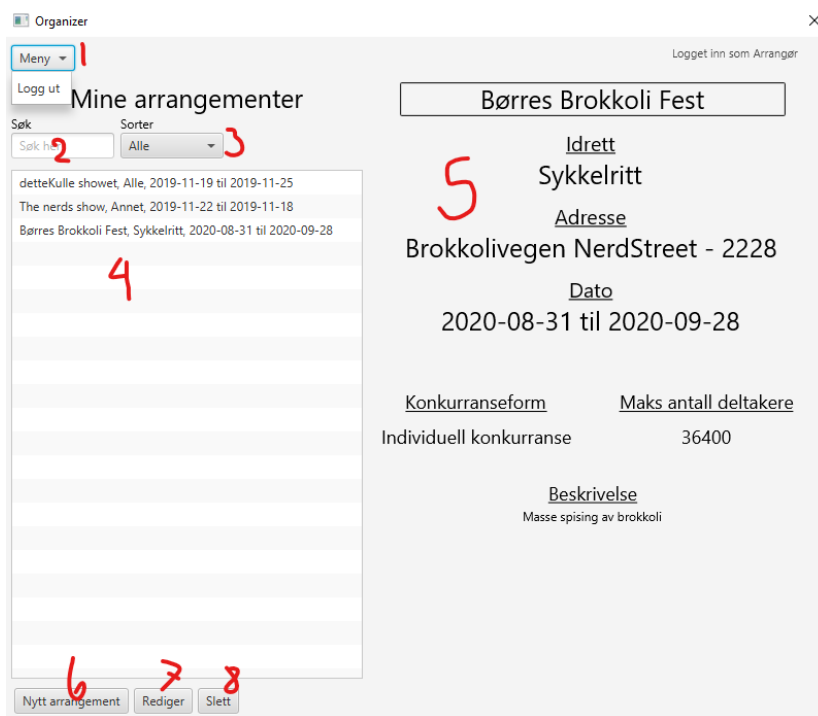 Organizer
Meny 1
Logget inn som Arrangør
Logg ut
Mine arrangementer
Søk Sorter
Søk her 2
Alle 3
detteKulle showet, Alle, 2019-11-19 til 2019-11-25
The nerds show, Annet, 2019-11-22 til 2019-11-18
Børres Brokkoli Fest, Sykkelritt, 2020-08-31 til 2020-09-28
4
Nytt arrangement 6
Rediger 7
Slett 8
Børres Brokkoli Fest
5
Idrett
Sykkelritt
Adresse
Brokkolivegen NerdStreet - 2228
Dato
2020-08-31 til 2020-09-28
Konkurranseform Maks antall deltakere
Individuell konkurranse 36400
Beskrivelse
Masse spising av brokkoli